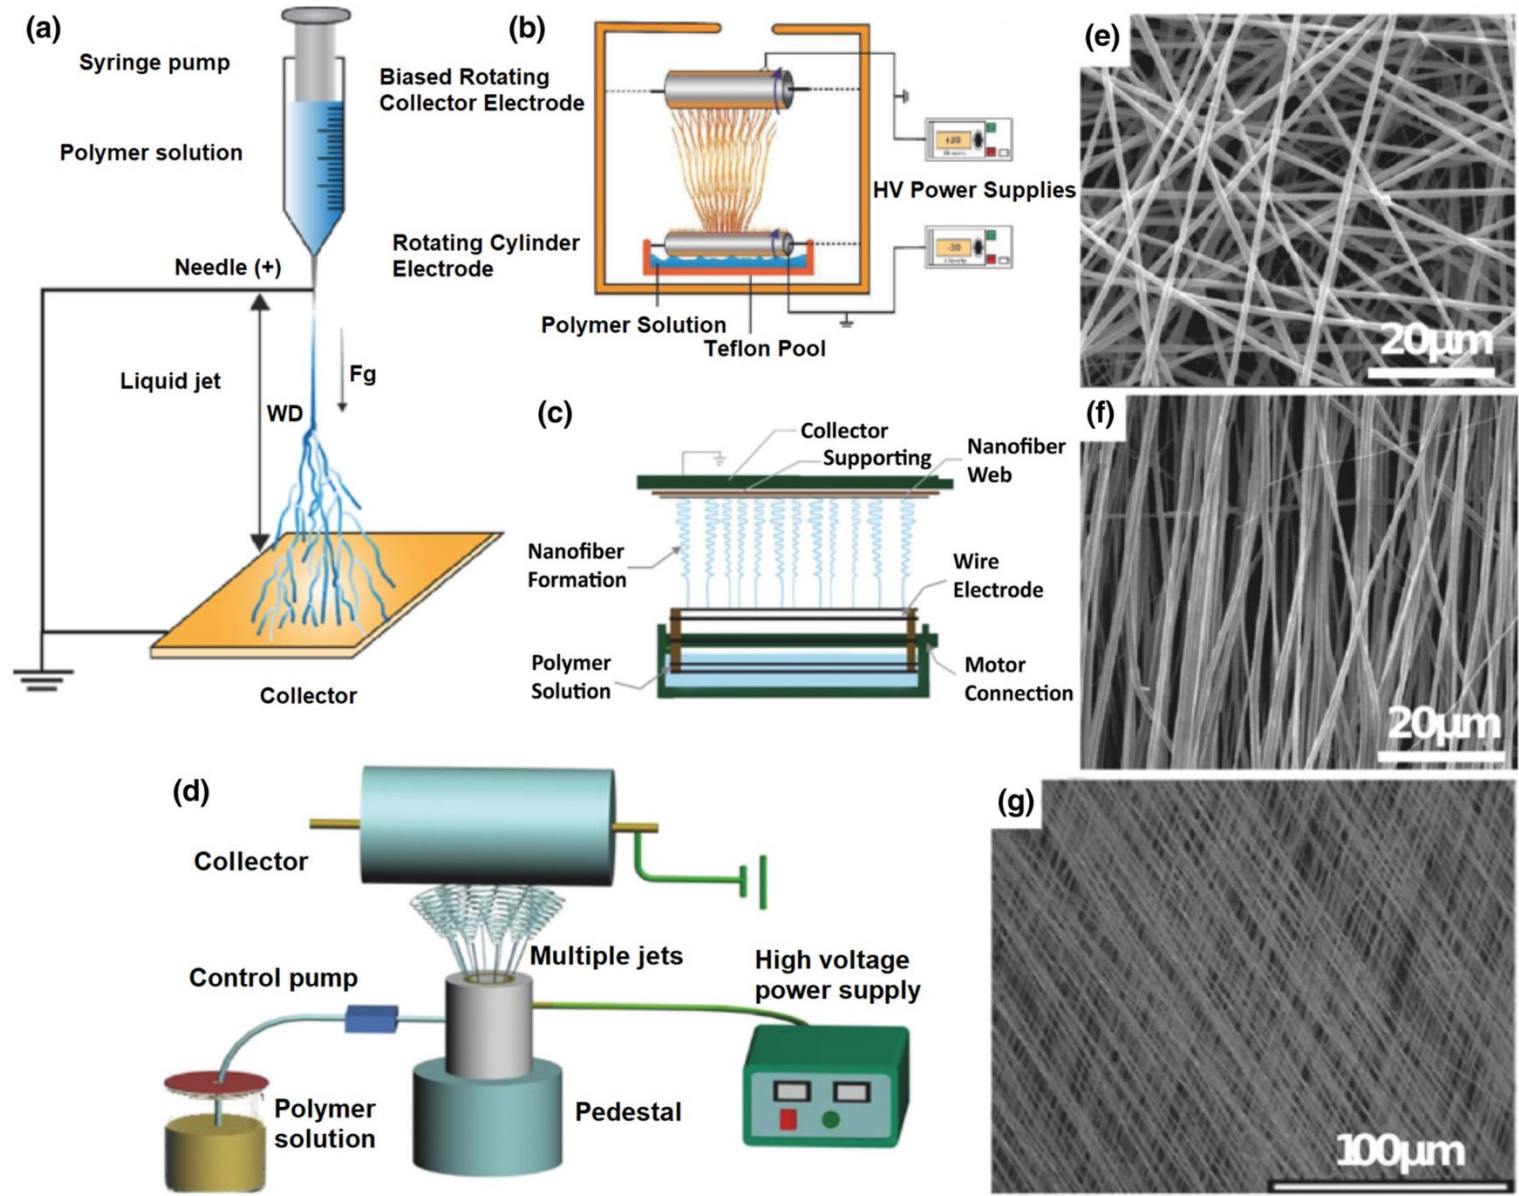 (a)
Syringe pump
Polymer solution
Needle (+)
Liquid jet
Fg
WD
Collector
(b)
Biased Rotating
Collector Electrode
HV Power Supplies
Rotating Cylinder
Electrode
-30
Polymer Solution
Teflon Pool
(c)
Collector
Supporting
Nanofiber
Web
Nanofiber
Formation
Wire
Electrode
Polymer
Solution
Motor
Connection
(d)
Collector
Multiple jets
Control pump
High voltage
power supply
Polymer
solution
Pedestal
(e)
20μm
(f)
20μm
(g)
100μm